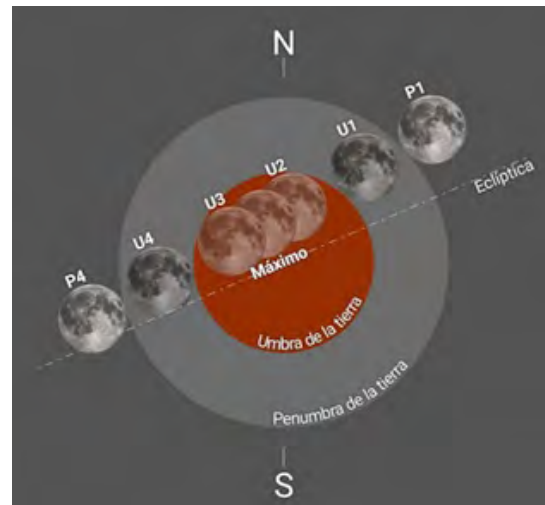 N
P1
U1
Eclíptica
U2
U3
Máximo
U4
P4
Umbra de la tierra
Penumbra de la tierra
S